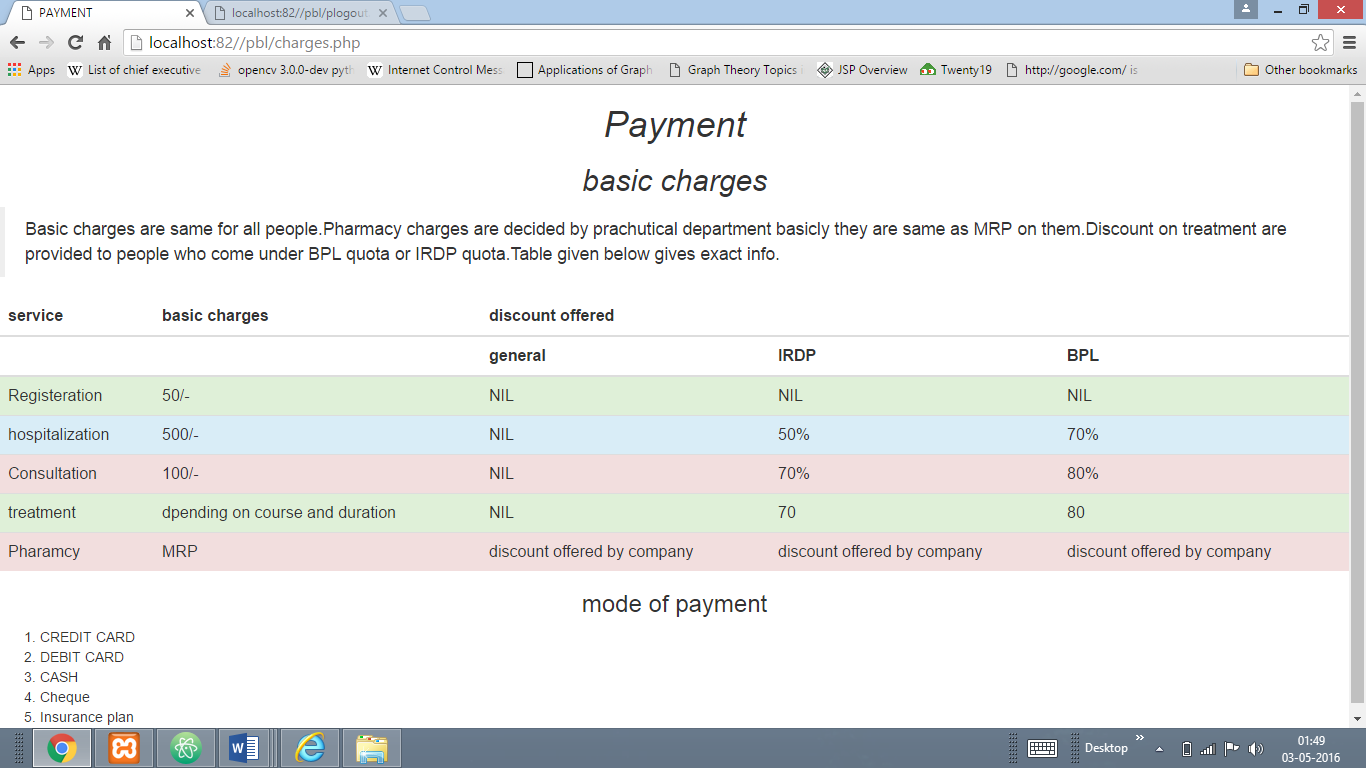 PAYMENT
localhost:82//pbl/plogout
localhost:82//pbl/charges.php
Apps List of chief executive opencv 3.0.0-dev pyth Internet Control Mess Applications of Graph Graph Theory Topics i JSP Overview Twenty19 http://google.com/ is Other bookmarks
Payment
basic charges
Basic charges are same for all people.Pharmacy charges are decided by prachutical department basicly they are same as MRP on them.Discount on treatment are
provided to people who come under BPL quota or IRDP quota.Table given below gives exact info.
service basic charges discount offered
general IRDP BPL
Registeration 50/- NIL NIL NIL
hospitalization 500/- NIL 50% 70%
Consultation 100/- NIL 70% 80%
treatment dpending on course and duration NIL 70 80
Pharamcy MRP discount offered by company discount offered by company discount offered by company
mode of payment
1. CREDIT CARD
2. DEBIT CARD
3. CASH
4. Cheque
5. Insurance plan
Desktop
01:49
03-05-2016